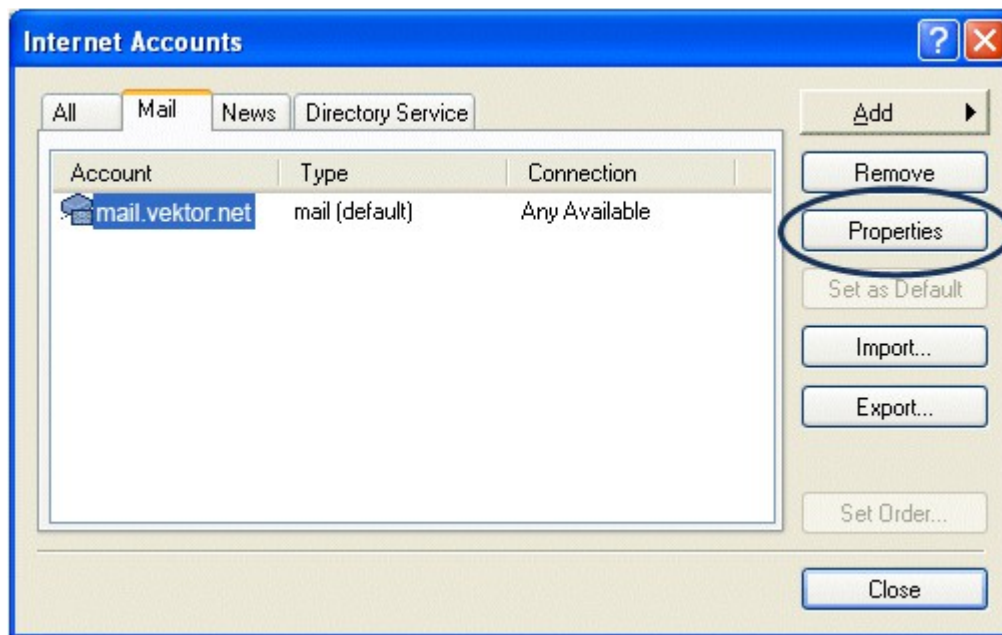 Internet Accounts
All Mail News Directory Service
Add
Account Type Connection
Remove
mail.vektor.net mail (default) Any Available
Properties
Set as Default
Import...
Export...
Set Order...
Close